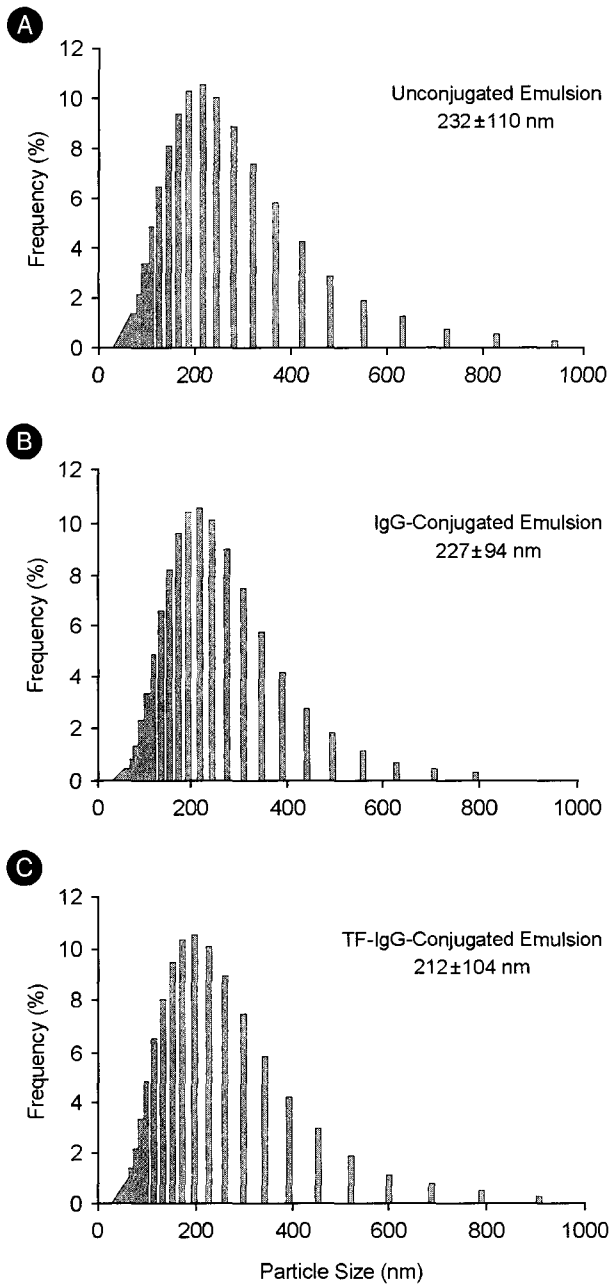 A
12
10
8
6
4
2
0
Frequency (%)
Unconjugated Emulsion
232±110 nm
0 200 400 600 800 1000
B
12
10
8
6
4
2
0
Frequency (%)
IgG-Conjugated Emulsion
227±94 nm
0 200 400 600 800 1000
C
12
10
8
6
4
2
0
Frequency (%)
TF-IgG-Conjugated Emulsion
212±104 nm
0 200 400 600 800 1000
Particle Size (nm)